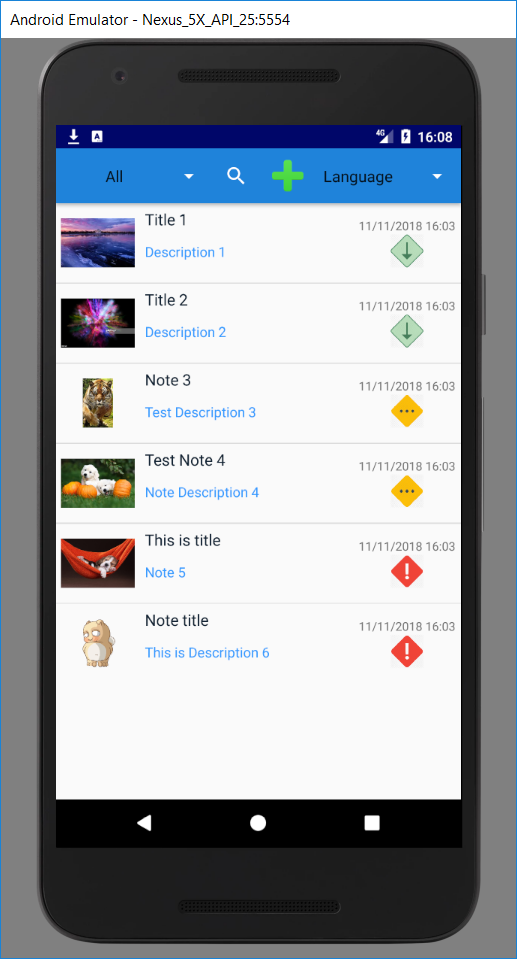 Android Emulator - Nexus_5X_API_25:5554
A 4G 16:08
All Language
Title 1
11/11/2018 16:03
Description 1
Title 2
11/11/2018 16:03
Description 2
Note 3
11/11/2018 16:03
Test Description 3
Test Note 4
11/11/2018 16:03
Note Description 4
This is title
11/11/2018 16:03
Note 5
Note title
11/11/2018 16:03
This is Description 6